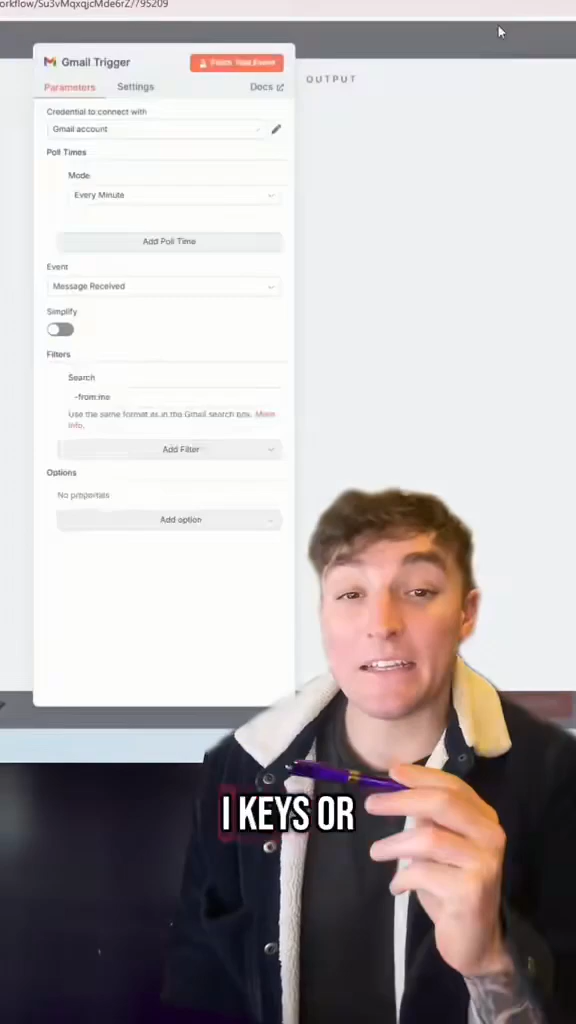 orkflow/Su3vMqxqjcMde6rZ/795209
Gmail Trigger
Fetch Test Event
OUTPUT
Parameters
Settings
Docs
Credential to connect with
Gmail account
Poll Times
Mode
Every Minute
Add Poll Time
Event
Message Received
Simplify
Filters
Search
-from:me
Use the same format as in the Gmail search box. More
info.
Add Filter
Options
No properties
Add option
I KEYS OR